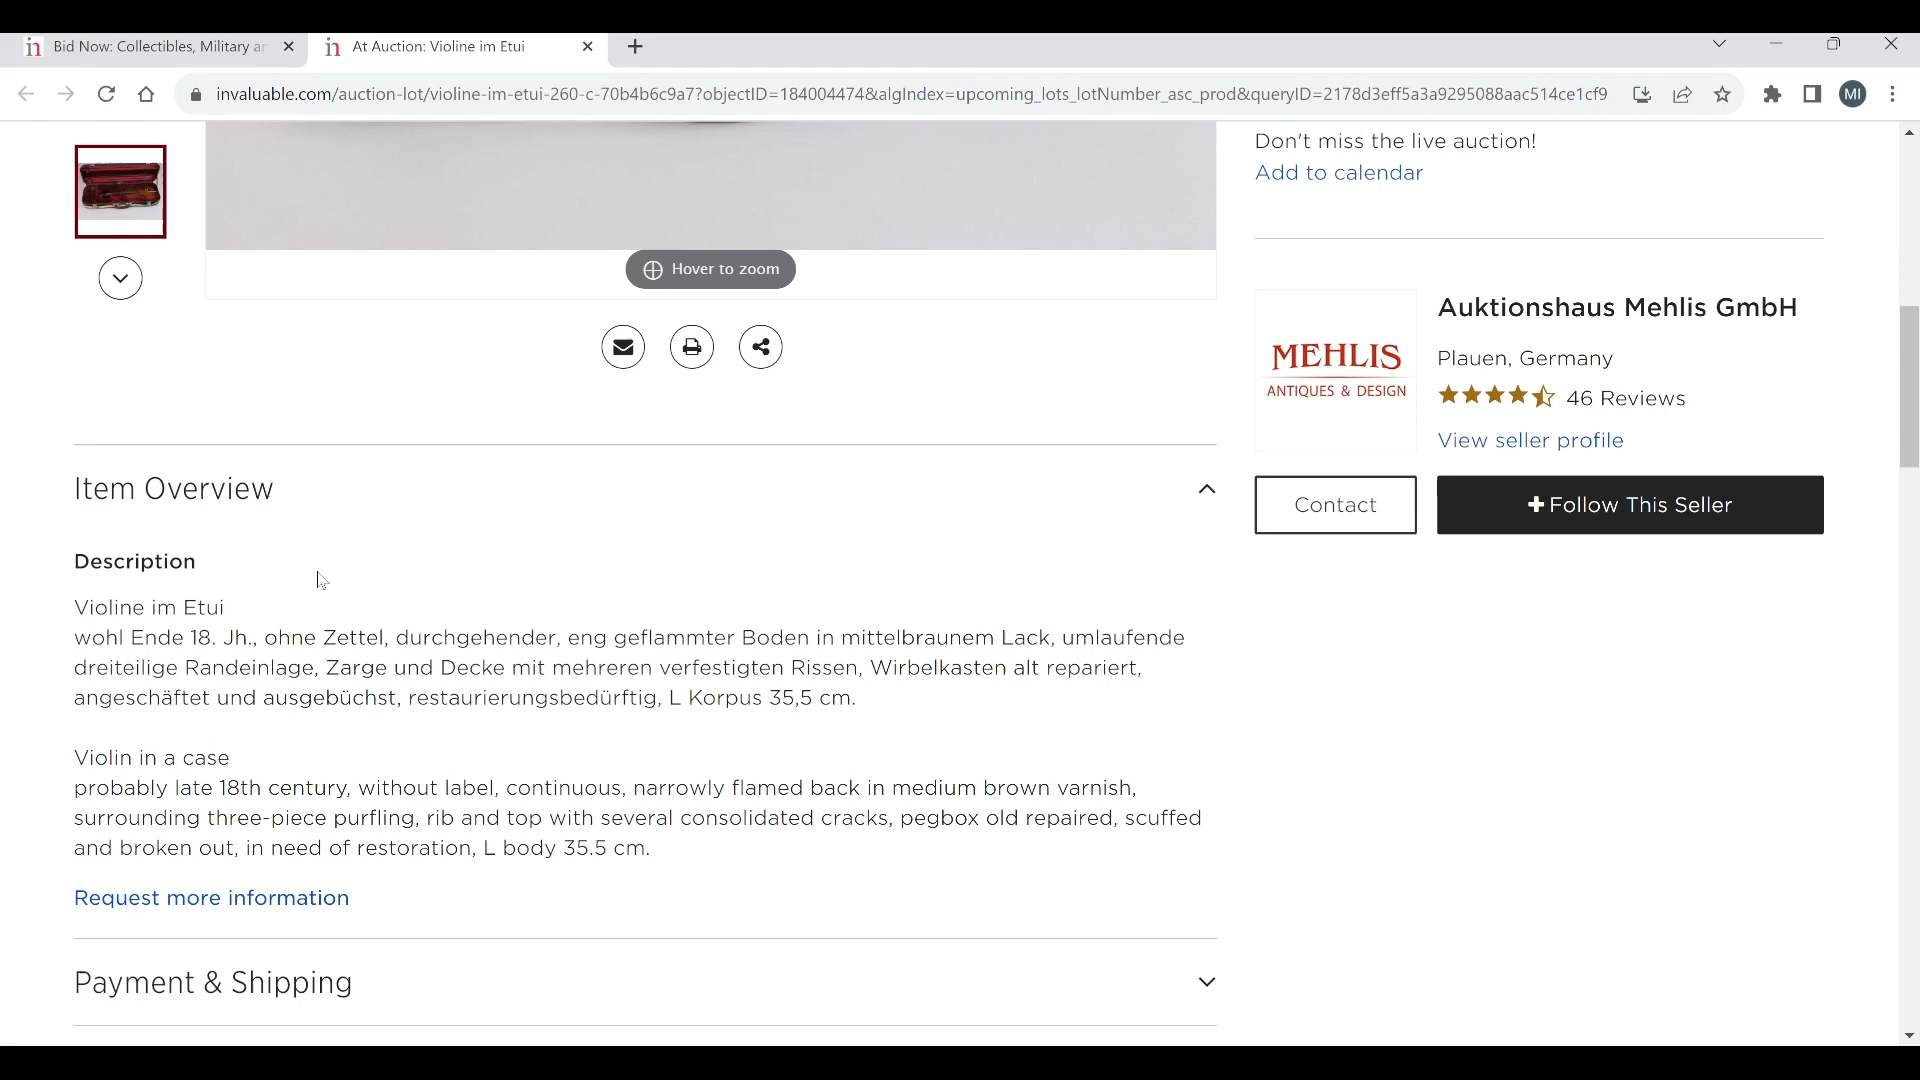 Bid Now: Collectibles, Military ar
At Auction: Violine im Etui
invaluable.com/auction-lot/violine-im-etui-260-c-70b4b6c9a7?objectID=184004474&algIndex=upcoming_lots_lotNumber_asc_prod&queryID=2178d3eff5a3a9295088aac514ce1cf9
MI
Don't miss the live auction!
Add to calendar
Hover to zoom
MEHLIS
ANTIQUES & DESIGN
Auktionshaus Mehlis GmbH
Plauen, Germany
46 Reviews
View seller profile
Contact
Follow This Seller
Item Overview
Description
Violine im Etui
wohl Ende 18. Jh., ohne Zettel, durchgehender, eng geflammter Boden in mittelbraunem Lack, umlaufende
dreiteilige Randeinlage, Zarge und Decke mit mehreren verfestigten Rissen, Wirbelkasten alt repariert,
angeschäftet und ausgebüchst, restaurierungsbedürftig, L Korpus 35,5 cm.
Violin in a case
probably late 18th century, without label, continuous, narrowly flamed back in medium brown varnish,
surrounding three-piece purfling, rib and top with several consolidated cracks, pegbox old repaired, scuffed
and broken out, in need of restoration, L body 35.5 cm.
Request more information
Payment & Shipping